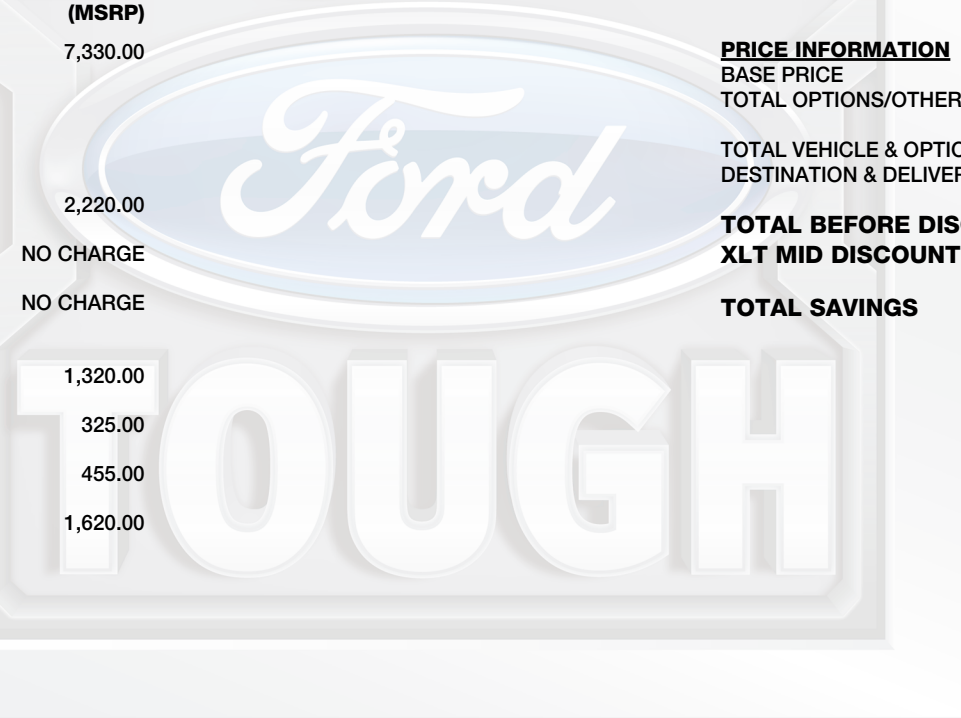 (MSRP)
7,330.00
2,220.00
NO CHARGE
NO CHARGE
1,320.00
325.00
455.00
1,620.00
PRICE INFORMATION
BASE PRICE
TOTAL OPTIONS/OTHER
TOTAL VEHICLE & OPTIO
DESTINATION & DELIVER
TOTAL BEFORE DISC
XLT MID DISCOUNT
TOTAL SAVINGS
Ford
TOUGH